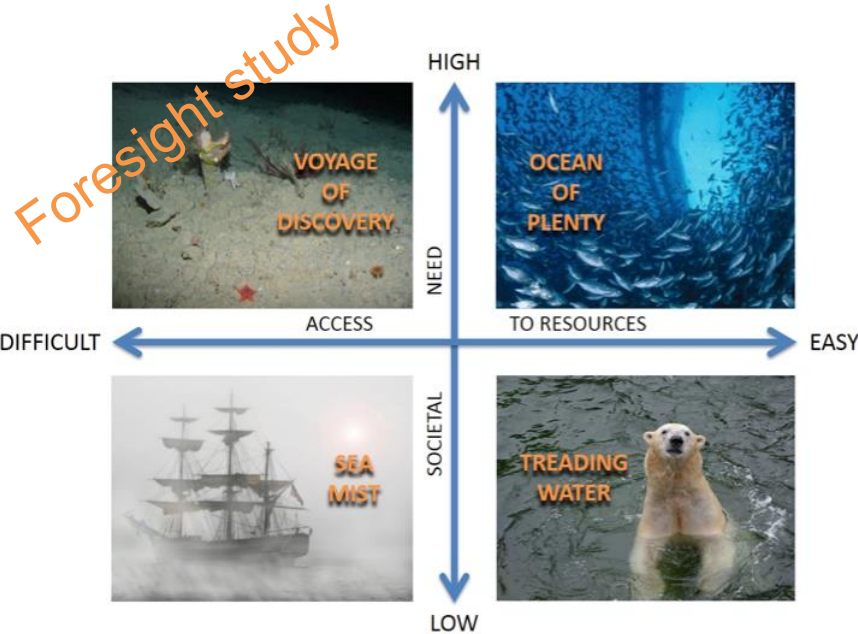 Foresight study
HIGH
VOYAGE
OF
DISCOVERY
OCEAN
OF
PLENTY
NEED
ACCESS
TO RESOURCES
DIFFICULT
EASY
SOCIETAL
SEA
MIST
TREADING
WATER
LOW